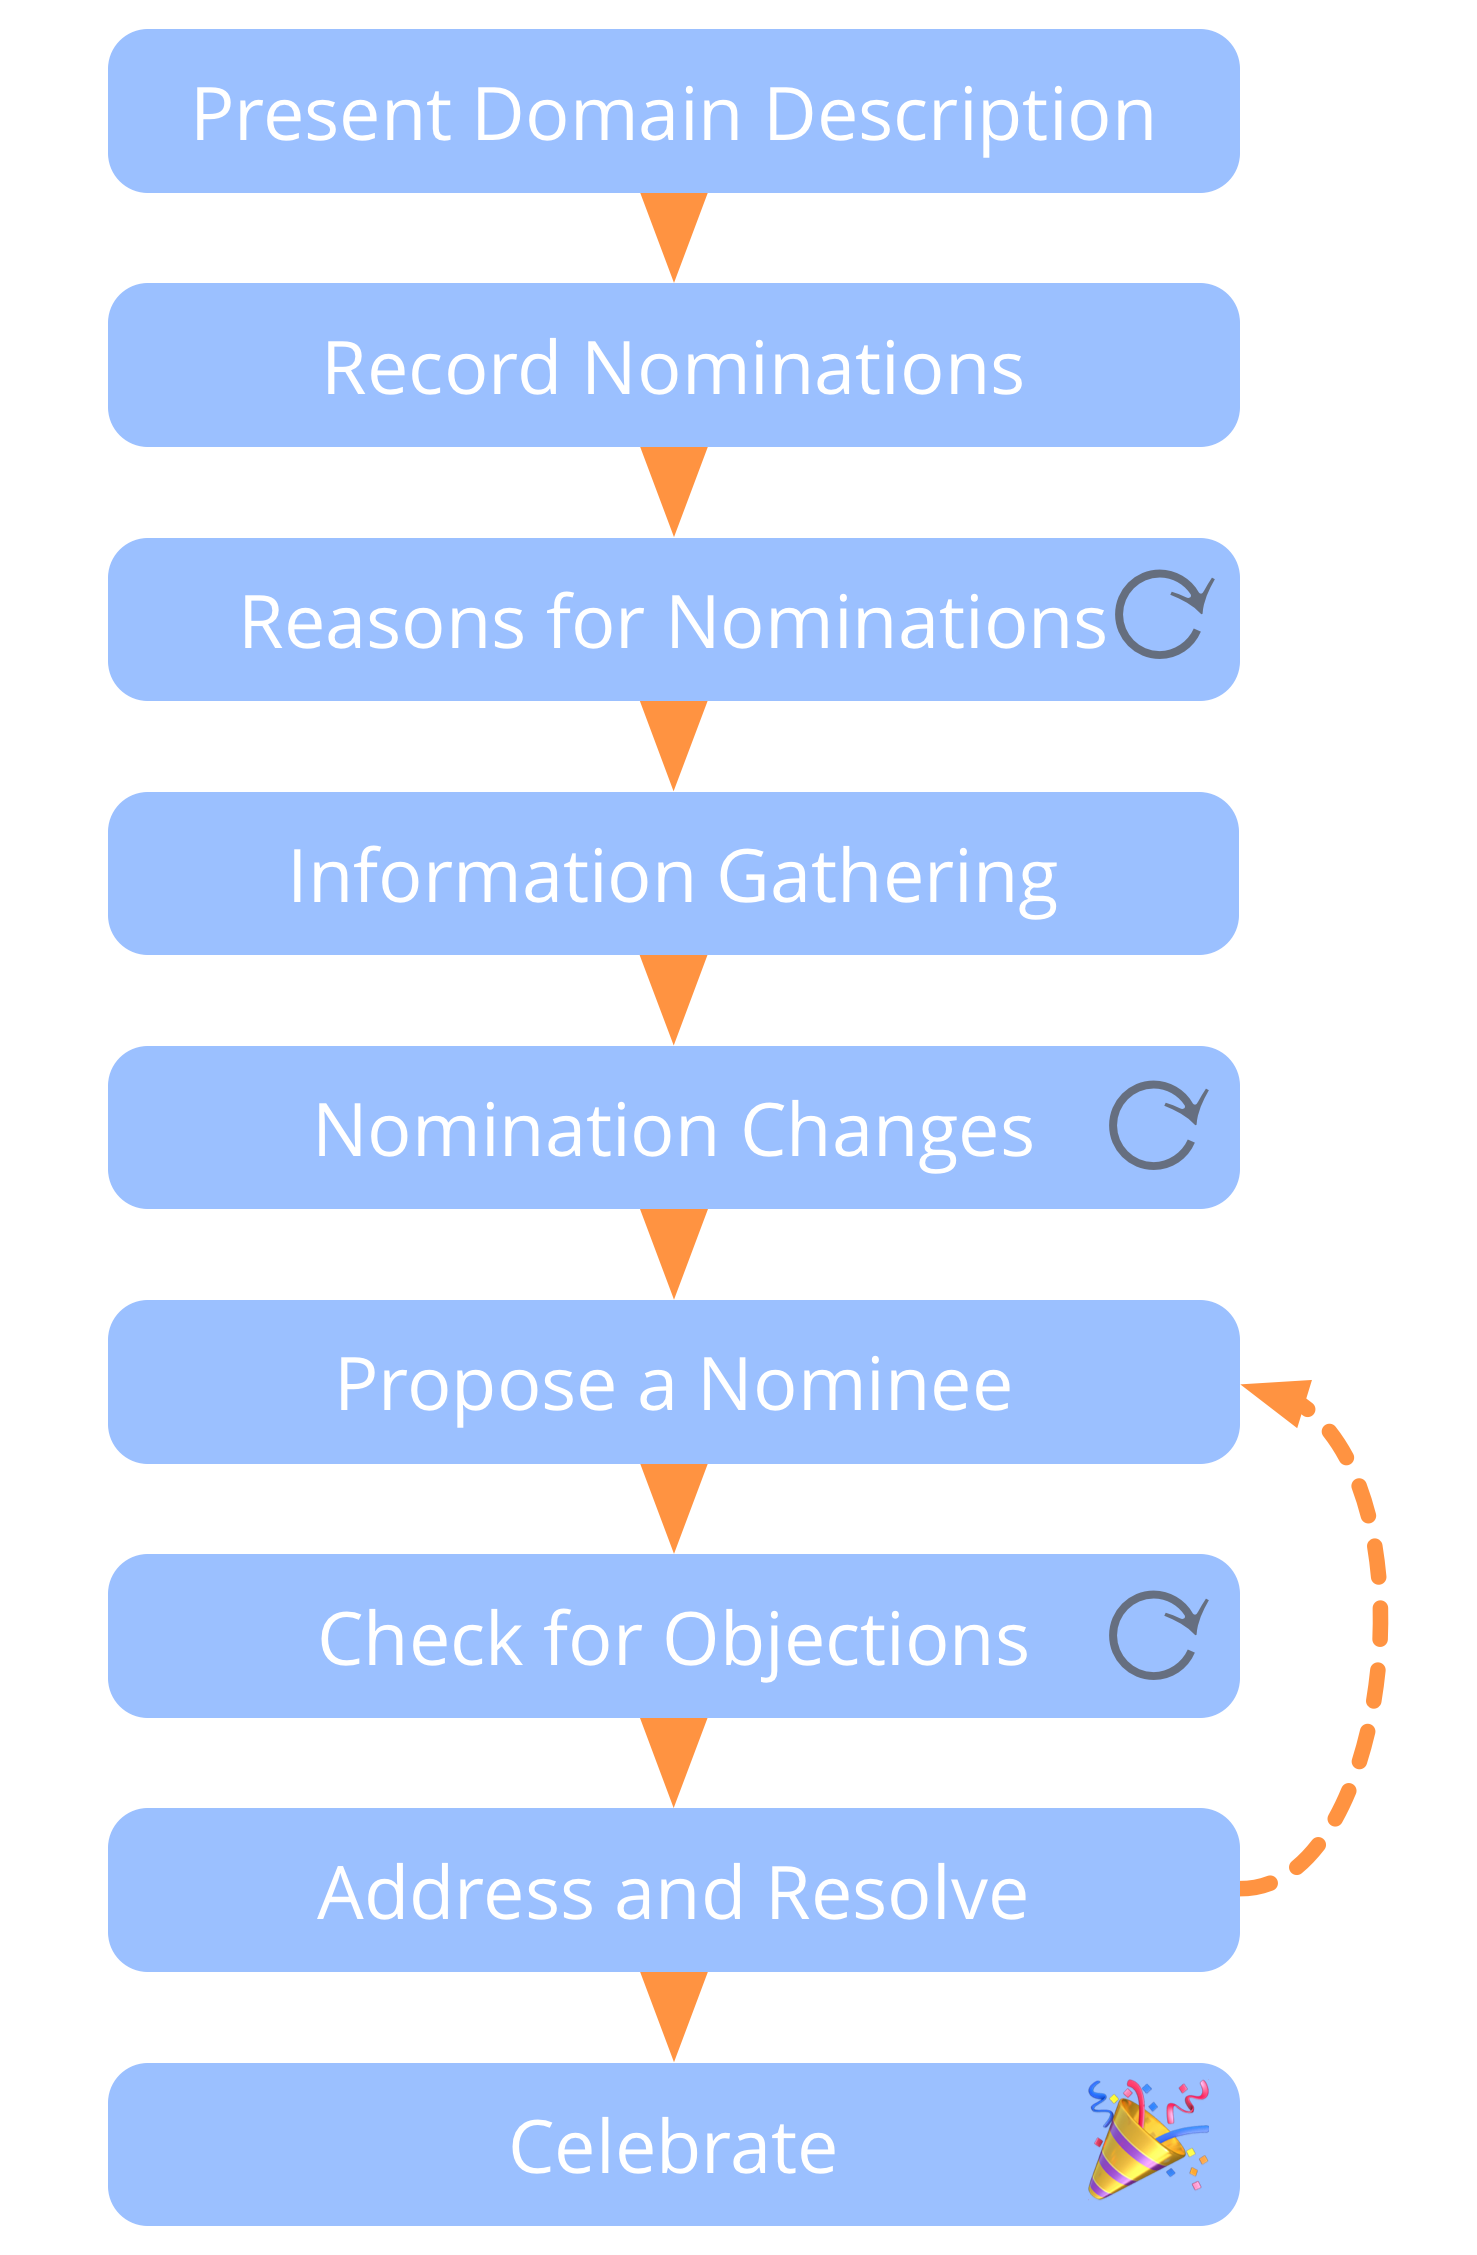 Present Domain Description
Record Nominations
Reasons for Nominations
Information Gathering
Nomination Changes
Propose a Nominee
Check for Objections
Address and Resolve
Celebrate